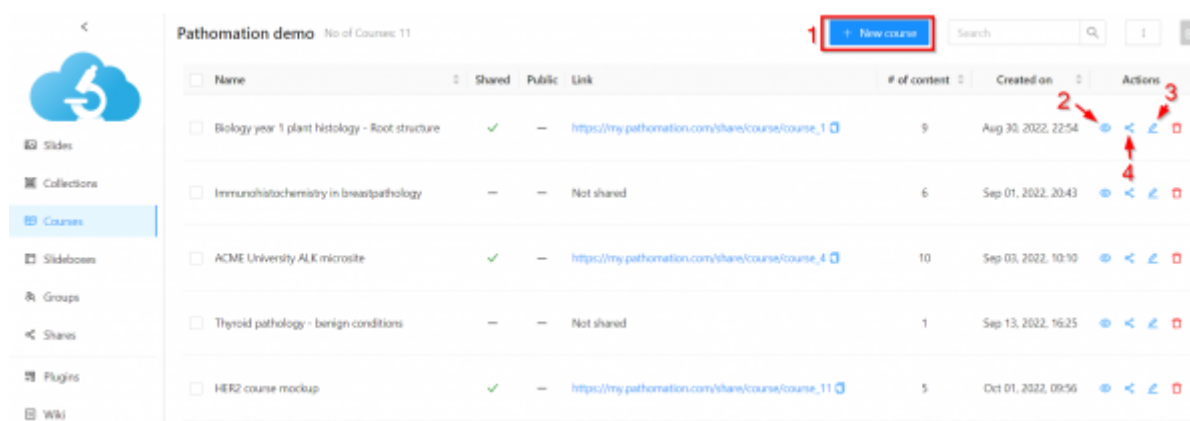 Pathomation demo No of Courses: 11
1
+ New course
Search
Name Shared Public Link # of content Created on Actions
2
3
4
Biology year 1 plant histology - Root structure https://my.pathomation.com/share/course/course_1 9 Aug 30, 2022, 22:54
Immunohistochemistry in breastpathology Not shared 6 Sep 01, 2022, 20:43
ACME University ALK microsite https://my.pathomation.com/share/course/course_4 10 Sep 03, 2022, 10:10
Thyroid pathology - benign conditions Not shared 1 Sep 13, 2022, 16:25
HER2 course mockup https://my.pathomation.com/share/course/course_11 5 Oct 01, 2022, 09:56
Slides
Collections
Courses
Slideboxes
Groups
Shares
Plugins
Wiki